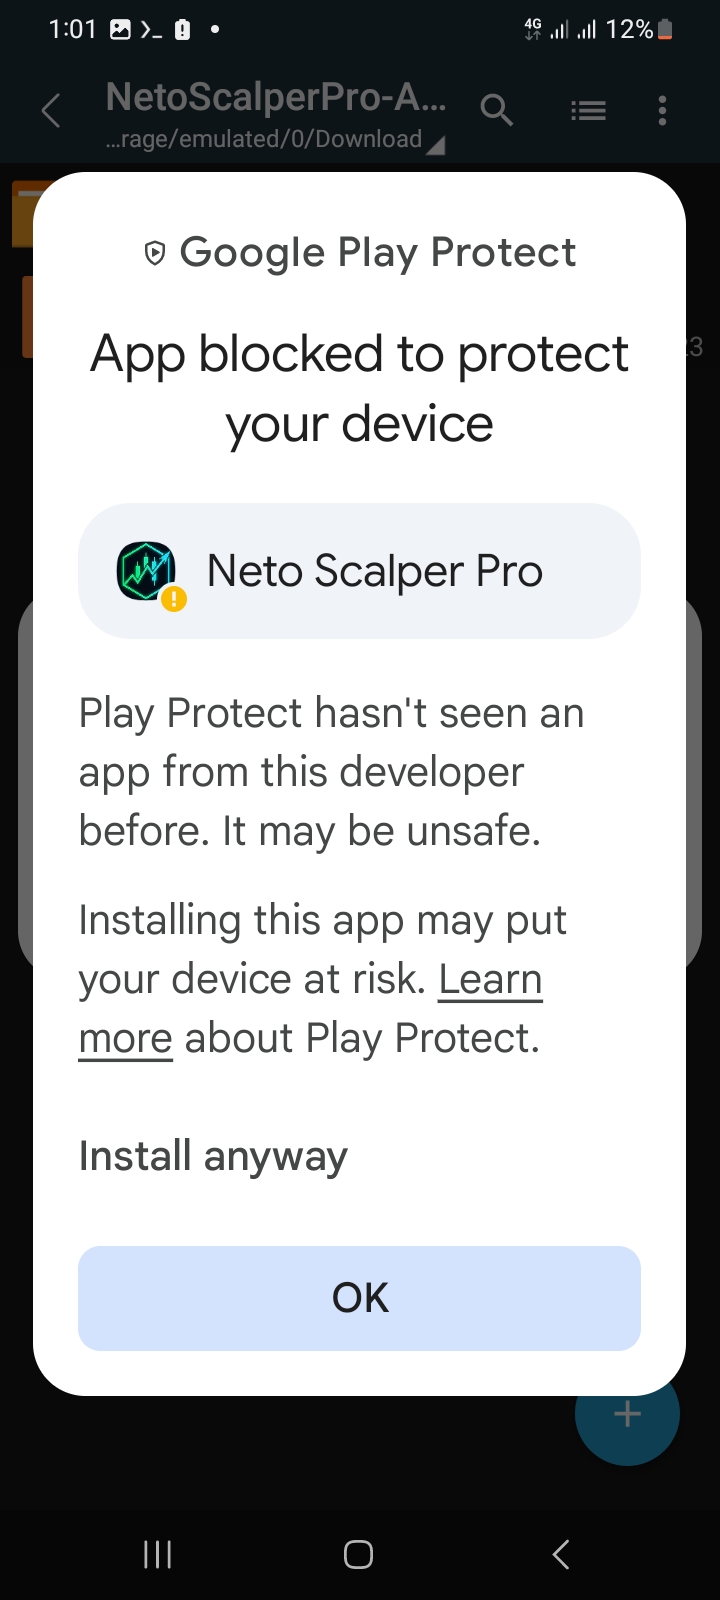 1:01
4G
12%
NetoScalperPro-A...
...rage/emulated/0/Download
Google Play Protect
App blocked to protect
your device
Neto Scalper Pro
Play Protect hasn't seen an
app from this developer
before. It may be unsafe.
Installing this app may put
your device at risk. Learn
more about Play Protect.
Install anyway
OK